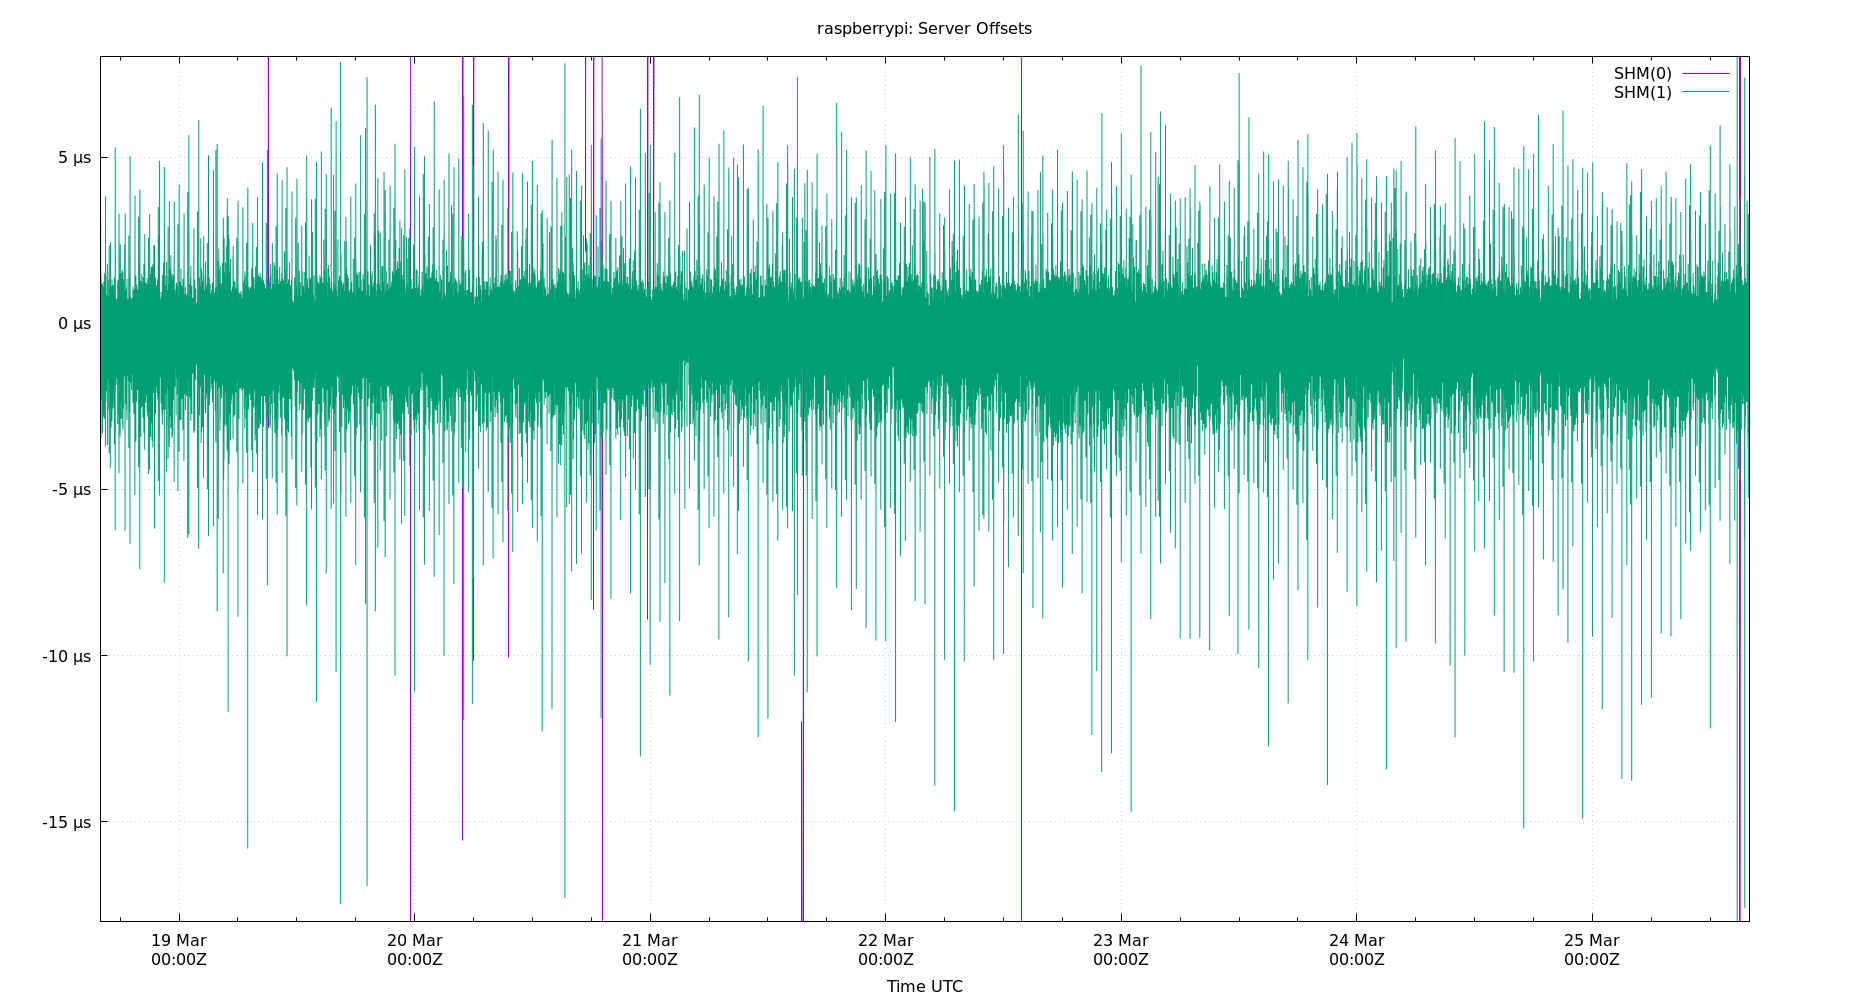 raspberrypi: Server Offsets
SHM(0)
SHM(1)
5 µs
0 µs
-5 µs
-10 µs
-15 µs
19 Mar 20 Mar 21 Mar 22 Mar 23 Mar 24 Mar 25 Mar
00:00Z 00:00Z 00:00Z 00:00Z 00:00Z 00:00Z 00:00Z
Time UTC